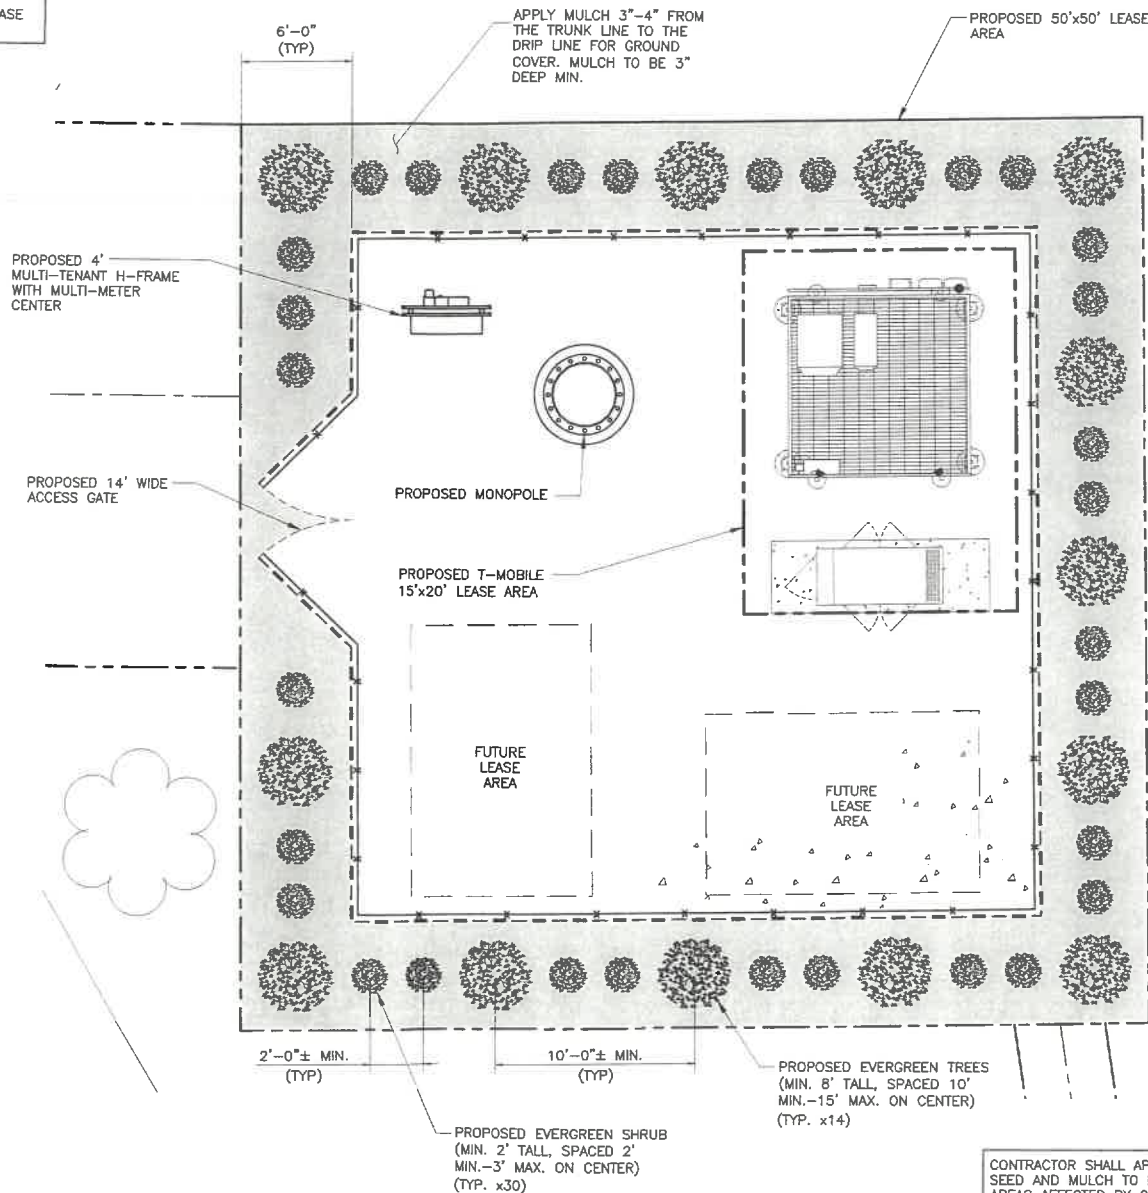 ASE
6'-0"
(TYP)
APPLY MULCH 3"-4" FROM
THE TRUNK LINE TO THE
DRIP LINE FOR GROUND
COVER. MULCH TO BE 3"
DEEP MIN.
PROPOSED 50'x50' LEASE
AREA
PROPOSED 4'
MULTI-TENANT H-FRAME
WITH MULTI-METER
CENTER
PROPOSED 14' WIDE
ACCESS GATE
PROPOSED MONOPOLE
PROPOSED T-MOBILE
15'x20' LEASE AREA
FUTURE
LEASE
AREA
FUTURE
LEASE
AREA
2'-0"± MIN.
(TYP)
10'-0"± MIN.
(TYP)
PROPOSED EVERGREEN TREES
(MIN. 8' TALL, SPACED 10'
MIN.-15' MAX. ON CENTER)
(TYP. x14)
PROPOSED EVERGREEN SHRUB
(MIN. 2' TALL, SPACED 2'
MIN.-3' MAX. ON CENTER)
(TYP. x30)
CONTRACTOR SHALL AP
SEED AND MULCH TO